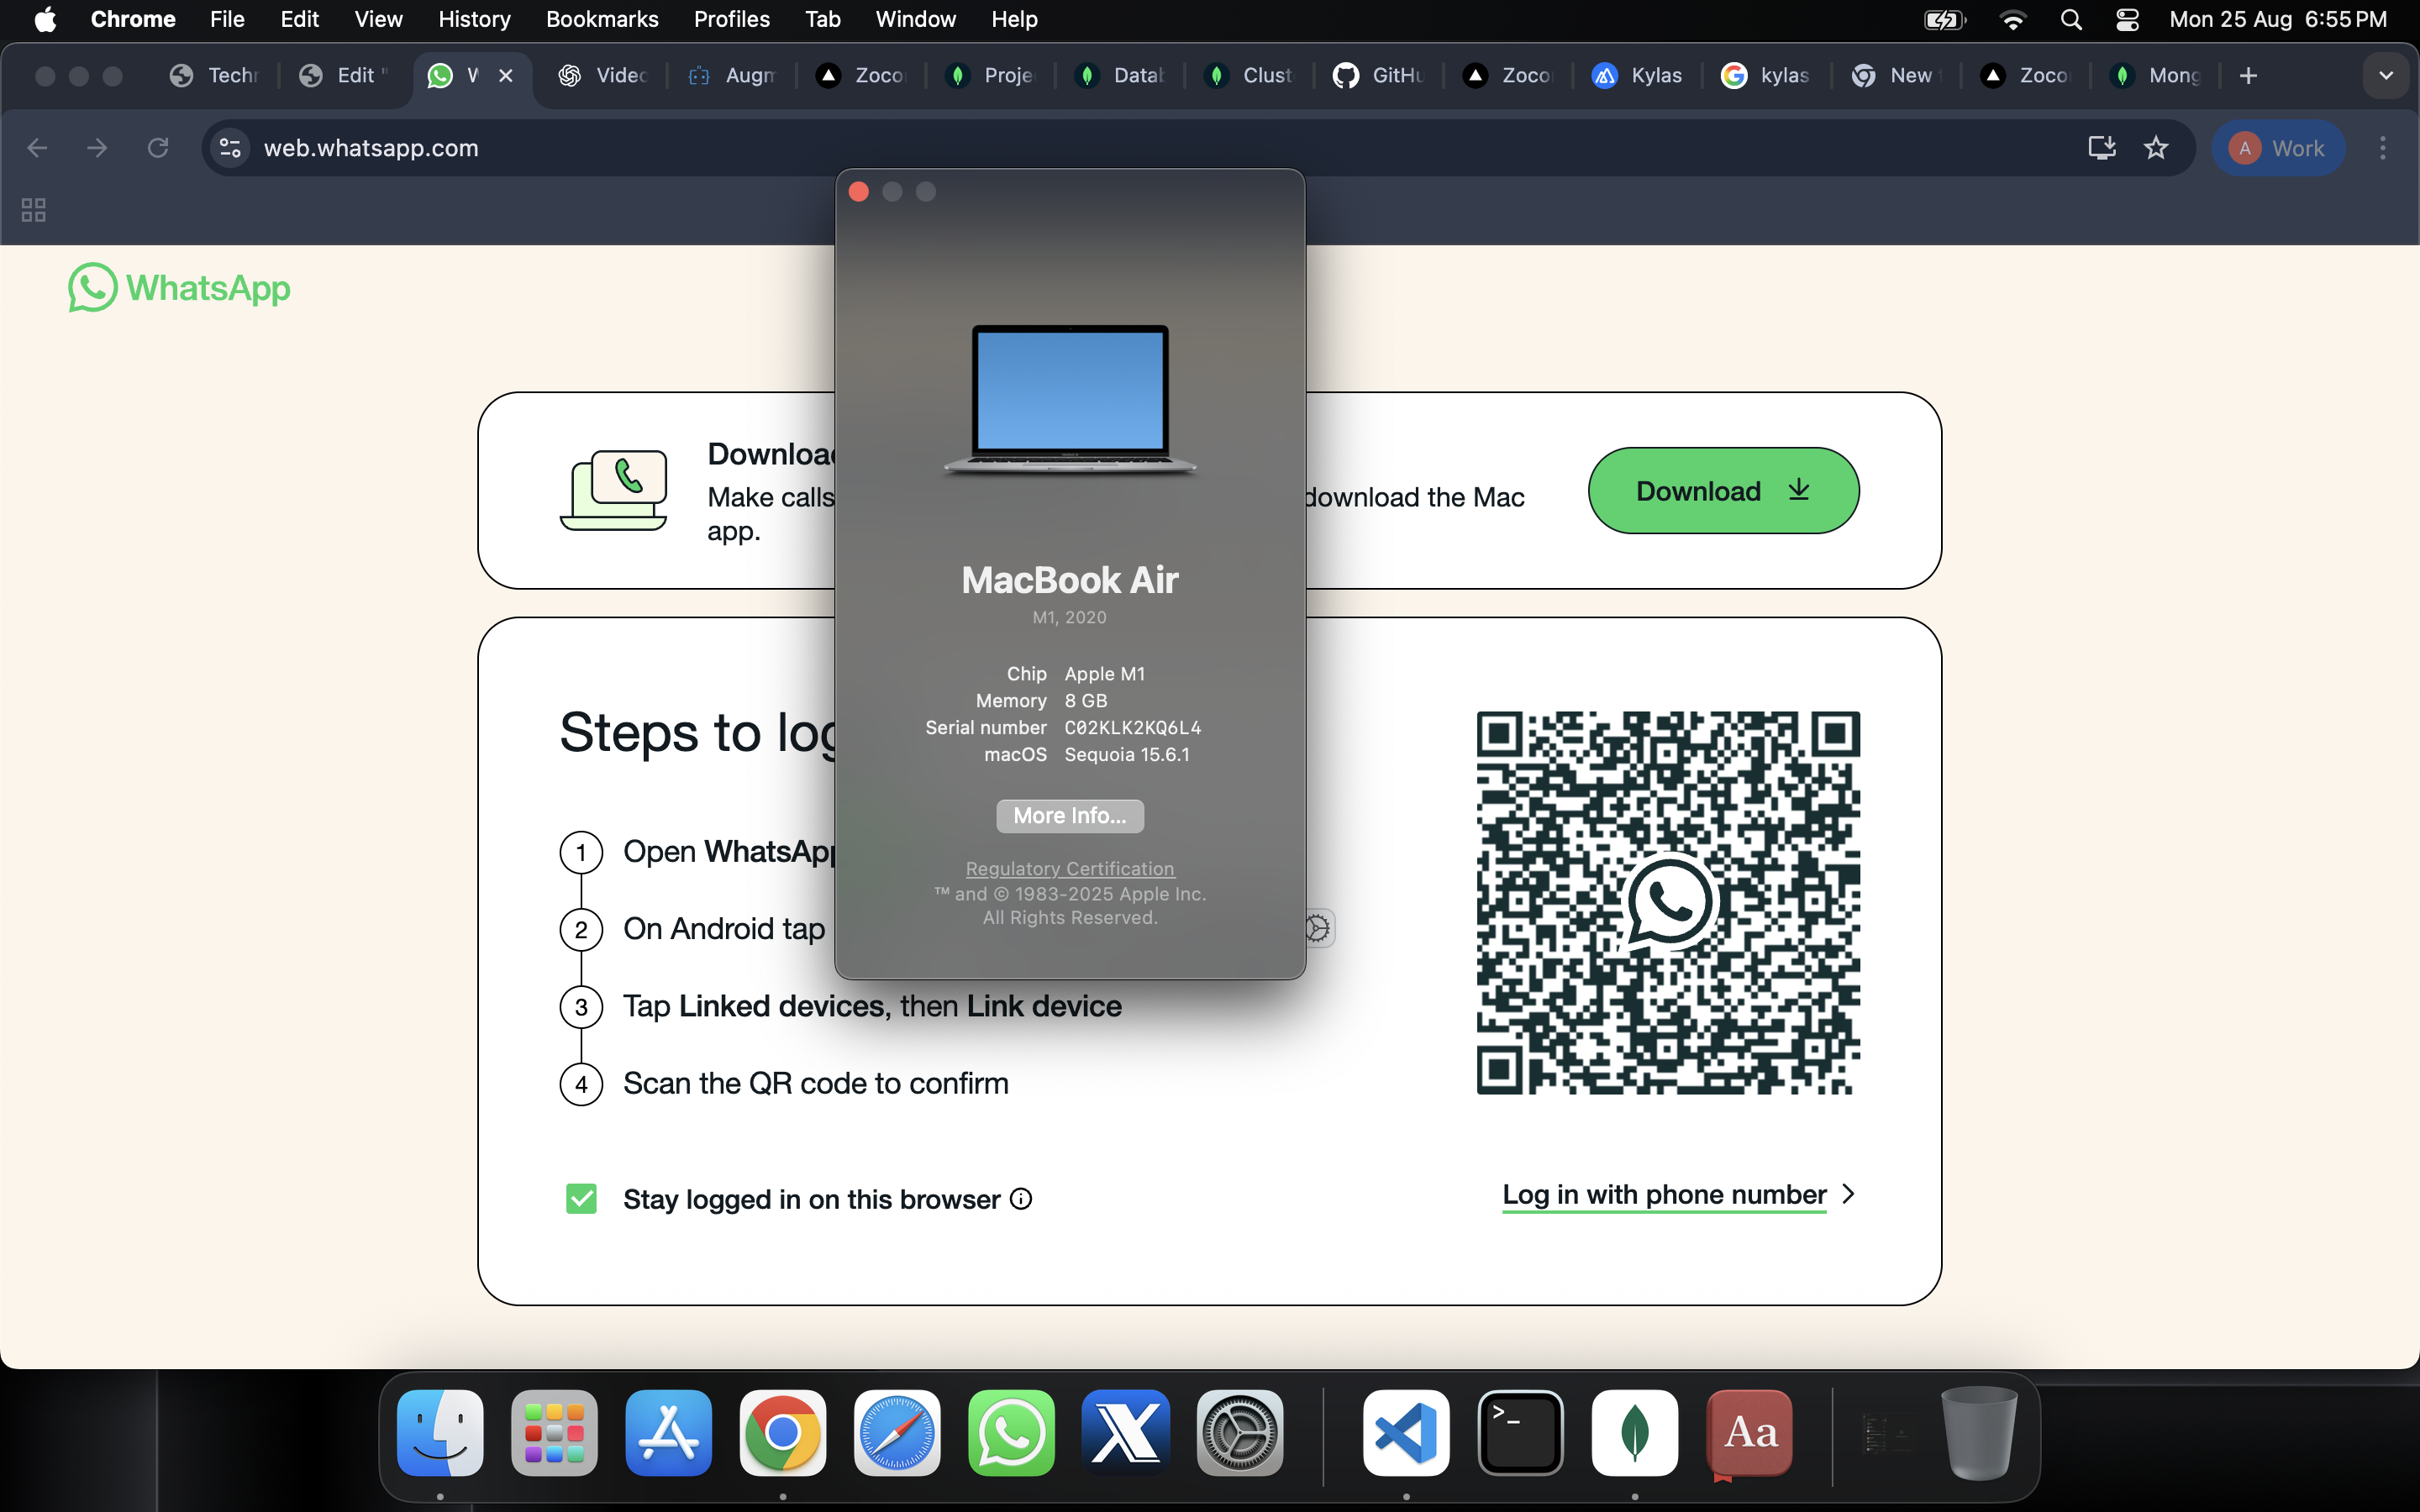 Chrome File Edit View History Bookmarks Profiles Tab Window Help Mon 25 Aug 6:55 PM
Techn Edit " W Videc Augm Zoco Proje Datab Clust GitHu Zoco Kylas kylas New Zoco Mong
web.whatsapp.com A Work
WhatsApp
Download
Make calls download the Mac
app.
Download
MacBook Air
M1, 2020
Chip Apple M1
Memory 8 GB
Serial number C02KLK2KQ6L4
macOS Sequoia 15.6.1
More Info...
Regulatory Certification
™ and © 1983-2025 Apple Inc.
All Rights Reserved.
Steps to log
1 Open WhatsApp
2 On Android tap
3 Tap Linked devices, then Link device
4 Scan the QR code to confirm
Stay logged in on this browser
Log in with phone number
>_
Aa